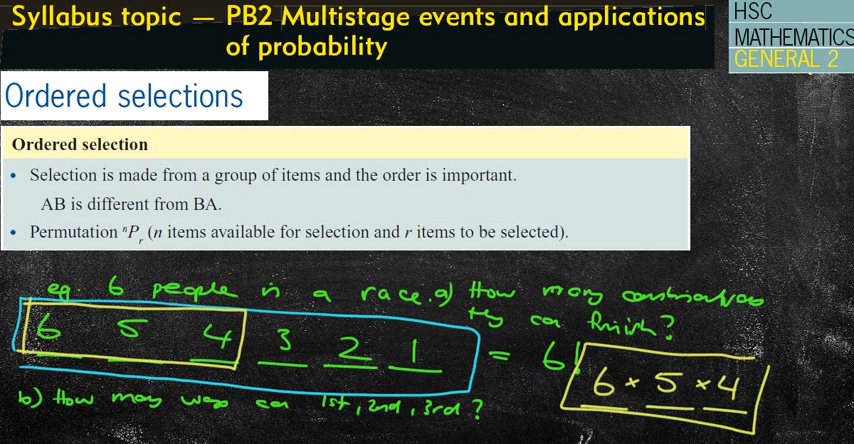 Syllabus topic — PB2 Multistage events and applications
of probability
HSC
MATHEMATICS
GENERAL 2
Ordered selections
Ordered selection
• Selection is made from a group of items and the order is important.
AB is different from BA.
• Permutation ⁿPᵣ (n items available for selection and r items to be selected).
eg. 6 people in a race. a) How many combinations
they can finish?
6 5 4 3 2 1 = 6!
6 × 5 × 4
b) How many ways can 1st, 2nd, 3rd?